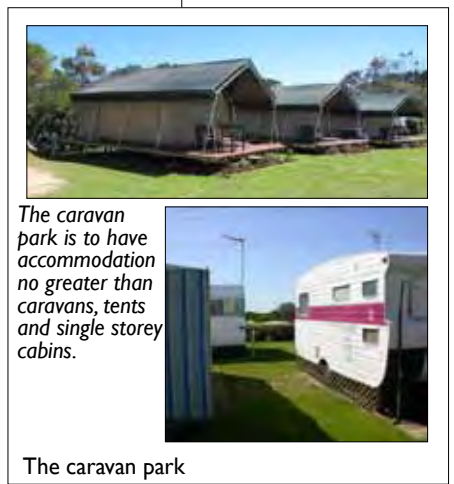 The caravan
park is to have
accommodation
no greater than
caravans, tents
and single storey
cabins.
The caravan park